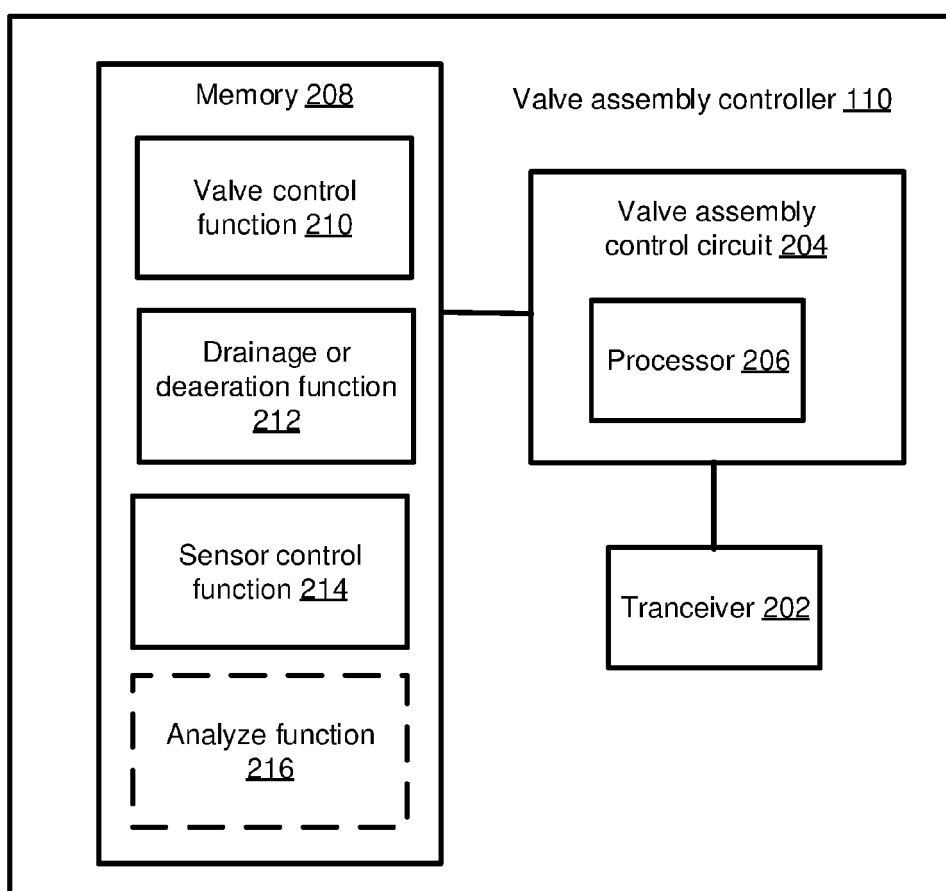 Memory 208
Valve control
function 210
Drainage or
deaeration function
212
Sensor control
function 214
Analyze function
216
Valve assembly controller 110
Valve assembly
control circuit 204
Processor 206
Tranceiver 202